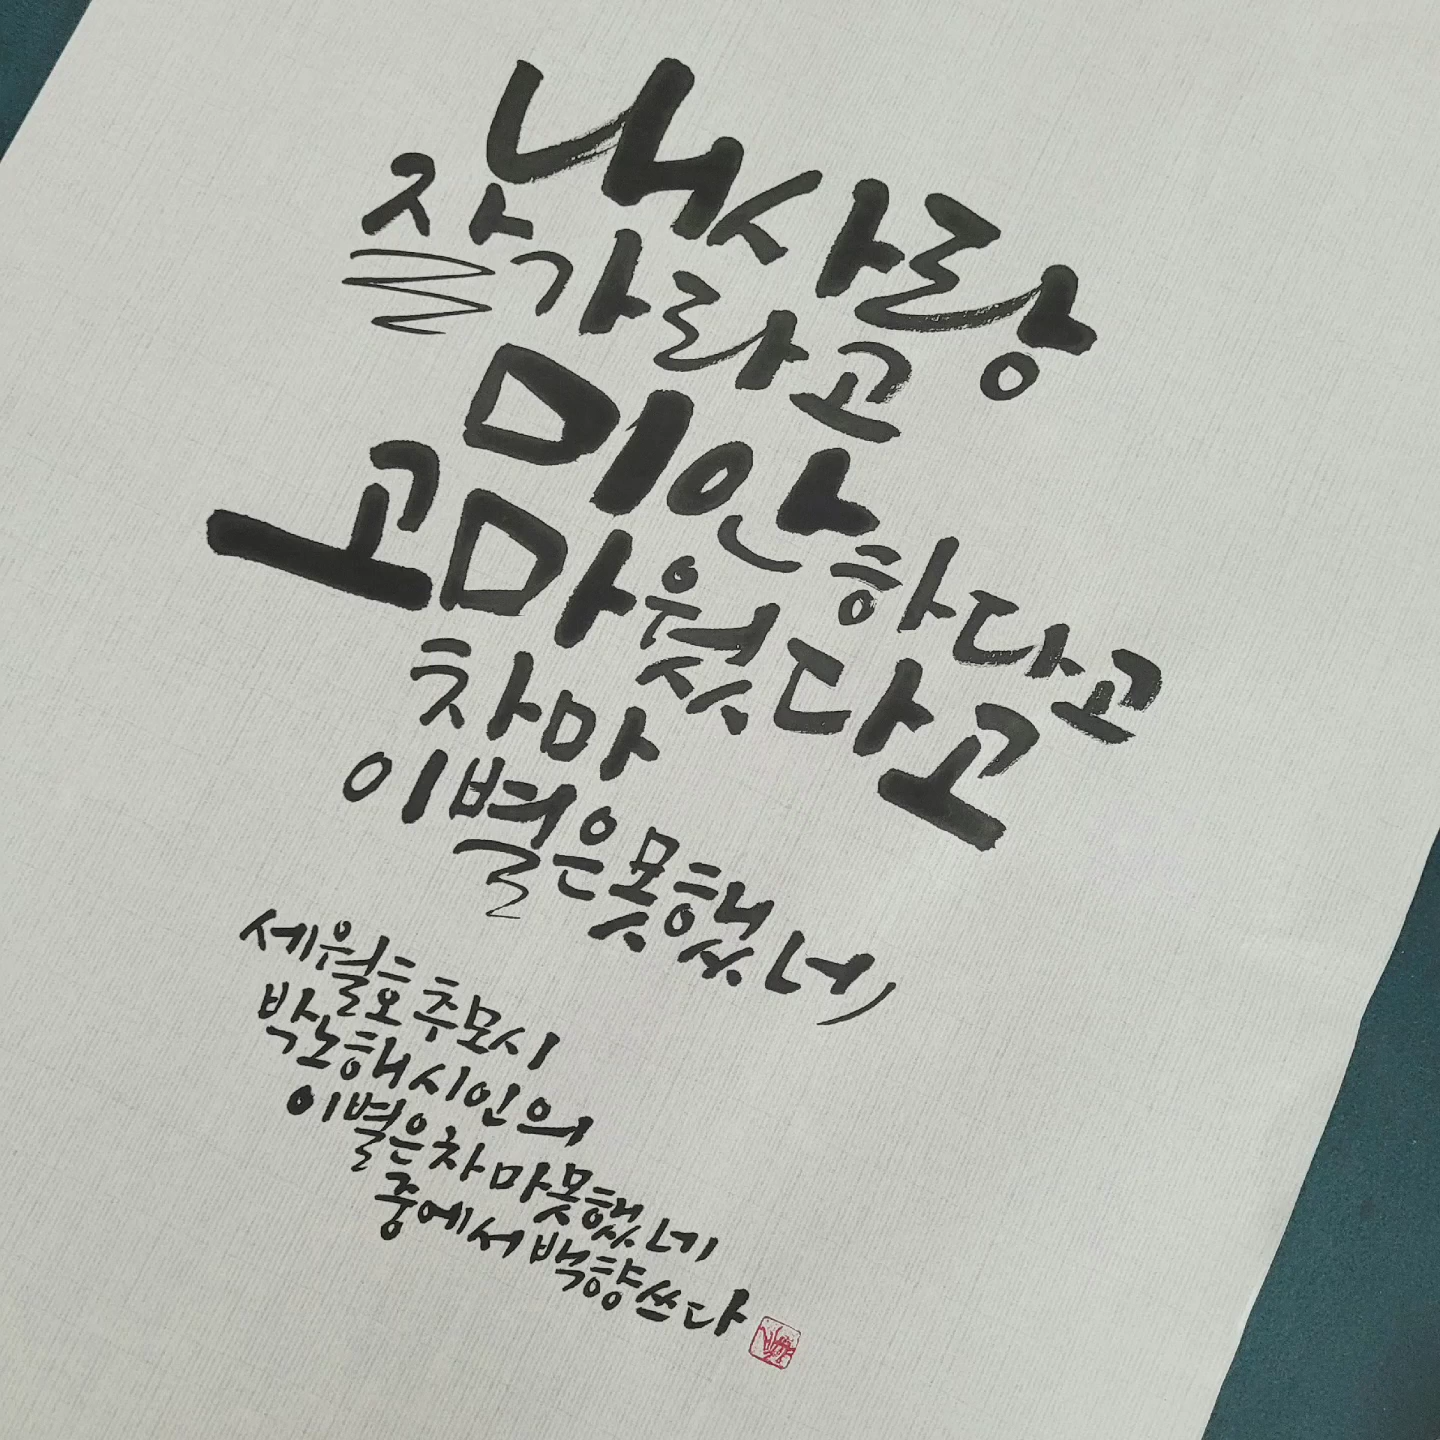 내사랑
잘가라고
미안하다고
고마웠다고
차마
이별은못했네
세월호추모시
박노해시인의
이별은차마못했네
중에서백향쓰다